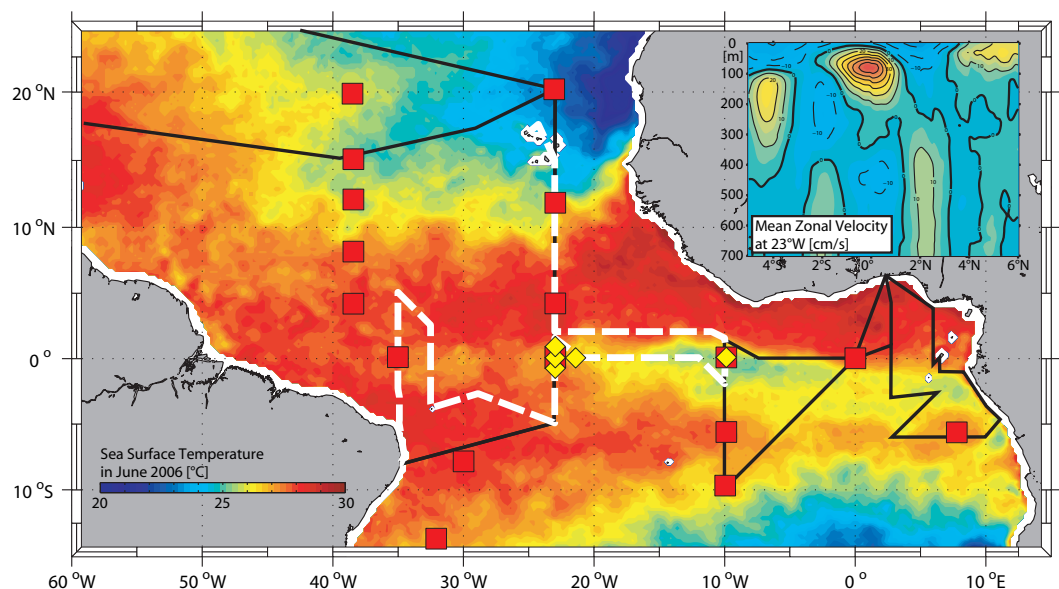 0
[m]
100
200
300
400
500
600
700
4°S
2°S
0°
2°N
4°N
6°N
Mean Zonal Velocity
at 23°W [cm/s]
20 °N
10 °N
0 °
10 °S
Sea Surface Temperature
in June 2006 [°C]
20
25
30
60 °W
50 °W
40 °W
30 °W
20 °W
10 °W
0 °
10 °E